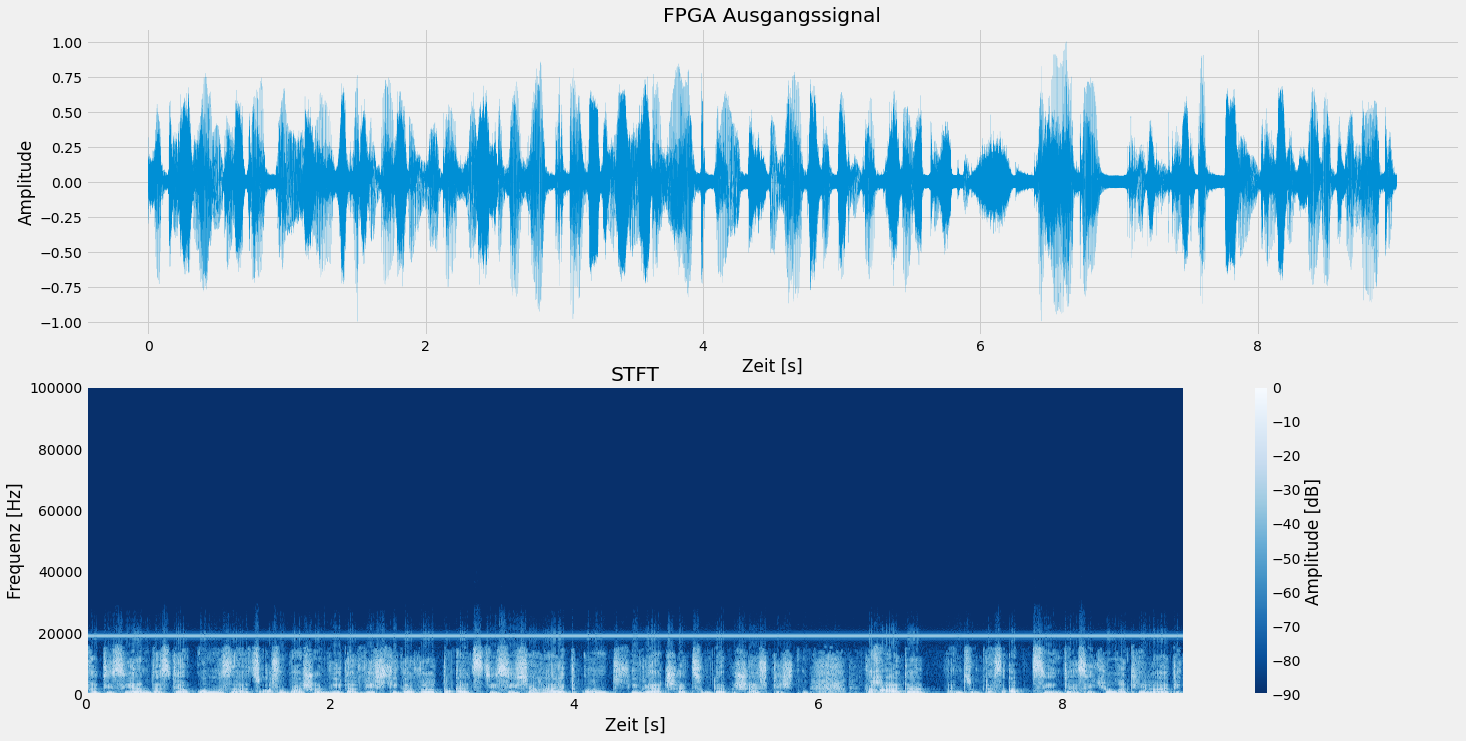 FPGA Ausgangssignal
1.00
0.75
0.50
0.25
0.00
−0.25
−0.50
−0.75
−1.00
Amplitude
0 2 4 6 8
Zeit [s]
STFT
100000
80000
60000
40000
20000
0
Frequenz [Hz]
0 2 4 6 8
Zeit [s]
0
−10
−20
−30
−40
−50
−60
−70
−80
−90
Amplitude [dB]